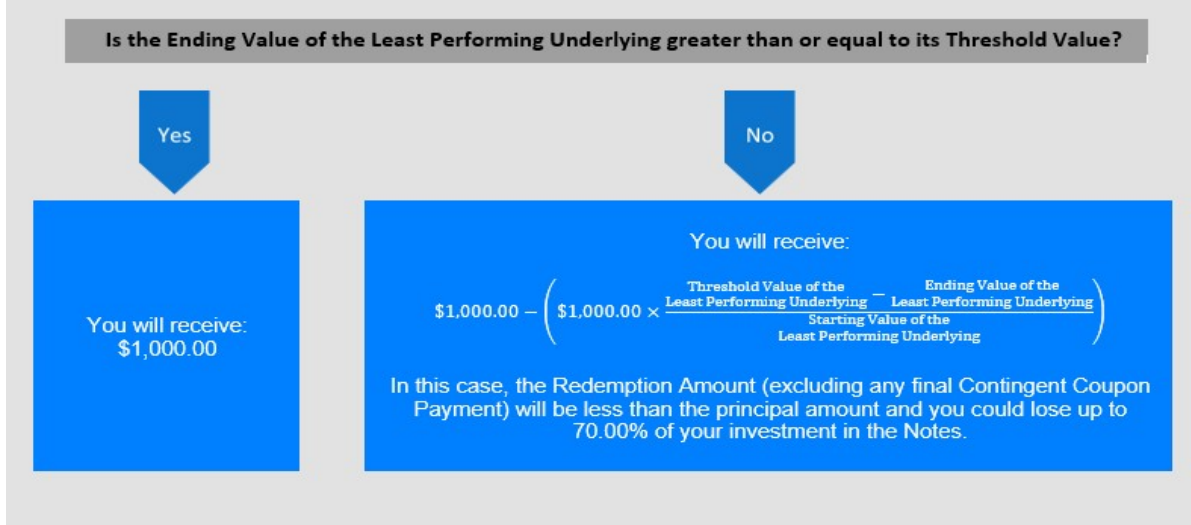 Is the Ending Value of the Least Performing Underlying greater than or equal to its Threshold Value?
Yes
No
You will receive:
$1,000.00
You will receive:
$1,000.00 − ($1,000.00 × (Threshold Value of the Least Performing Underlying − Ending Value of the Least Performing Underlying) / Starting Value of the Least Performing Underlying)
In this case, the Redemption Amount (excluding any final Contingent Coupon
Payment) will be less than the principal amount and you could lose up to
70.00% of your investment in the Notes.